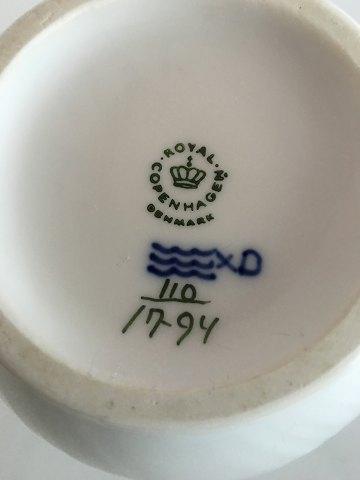 ROYAL
COPENHAGEN
DENMARK
XD
110
1794